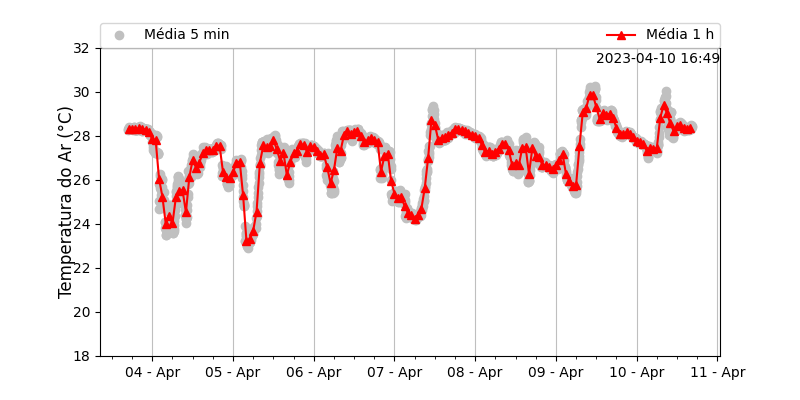 Média 5 min
Média 1 h
2023-04-10 16:49
Temperatura do Ar (°C)
32
30
28
26
24
22
20
18
04 - Apr
05 - Apr
06 - Apr
07 - Apr
08 - Apr
09 - Apr
10 - Apr
11 - Apr